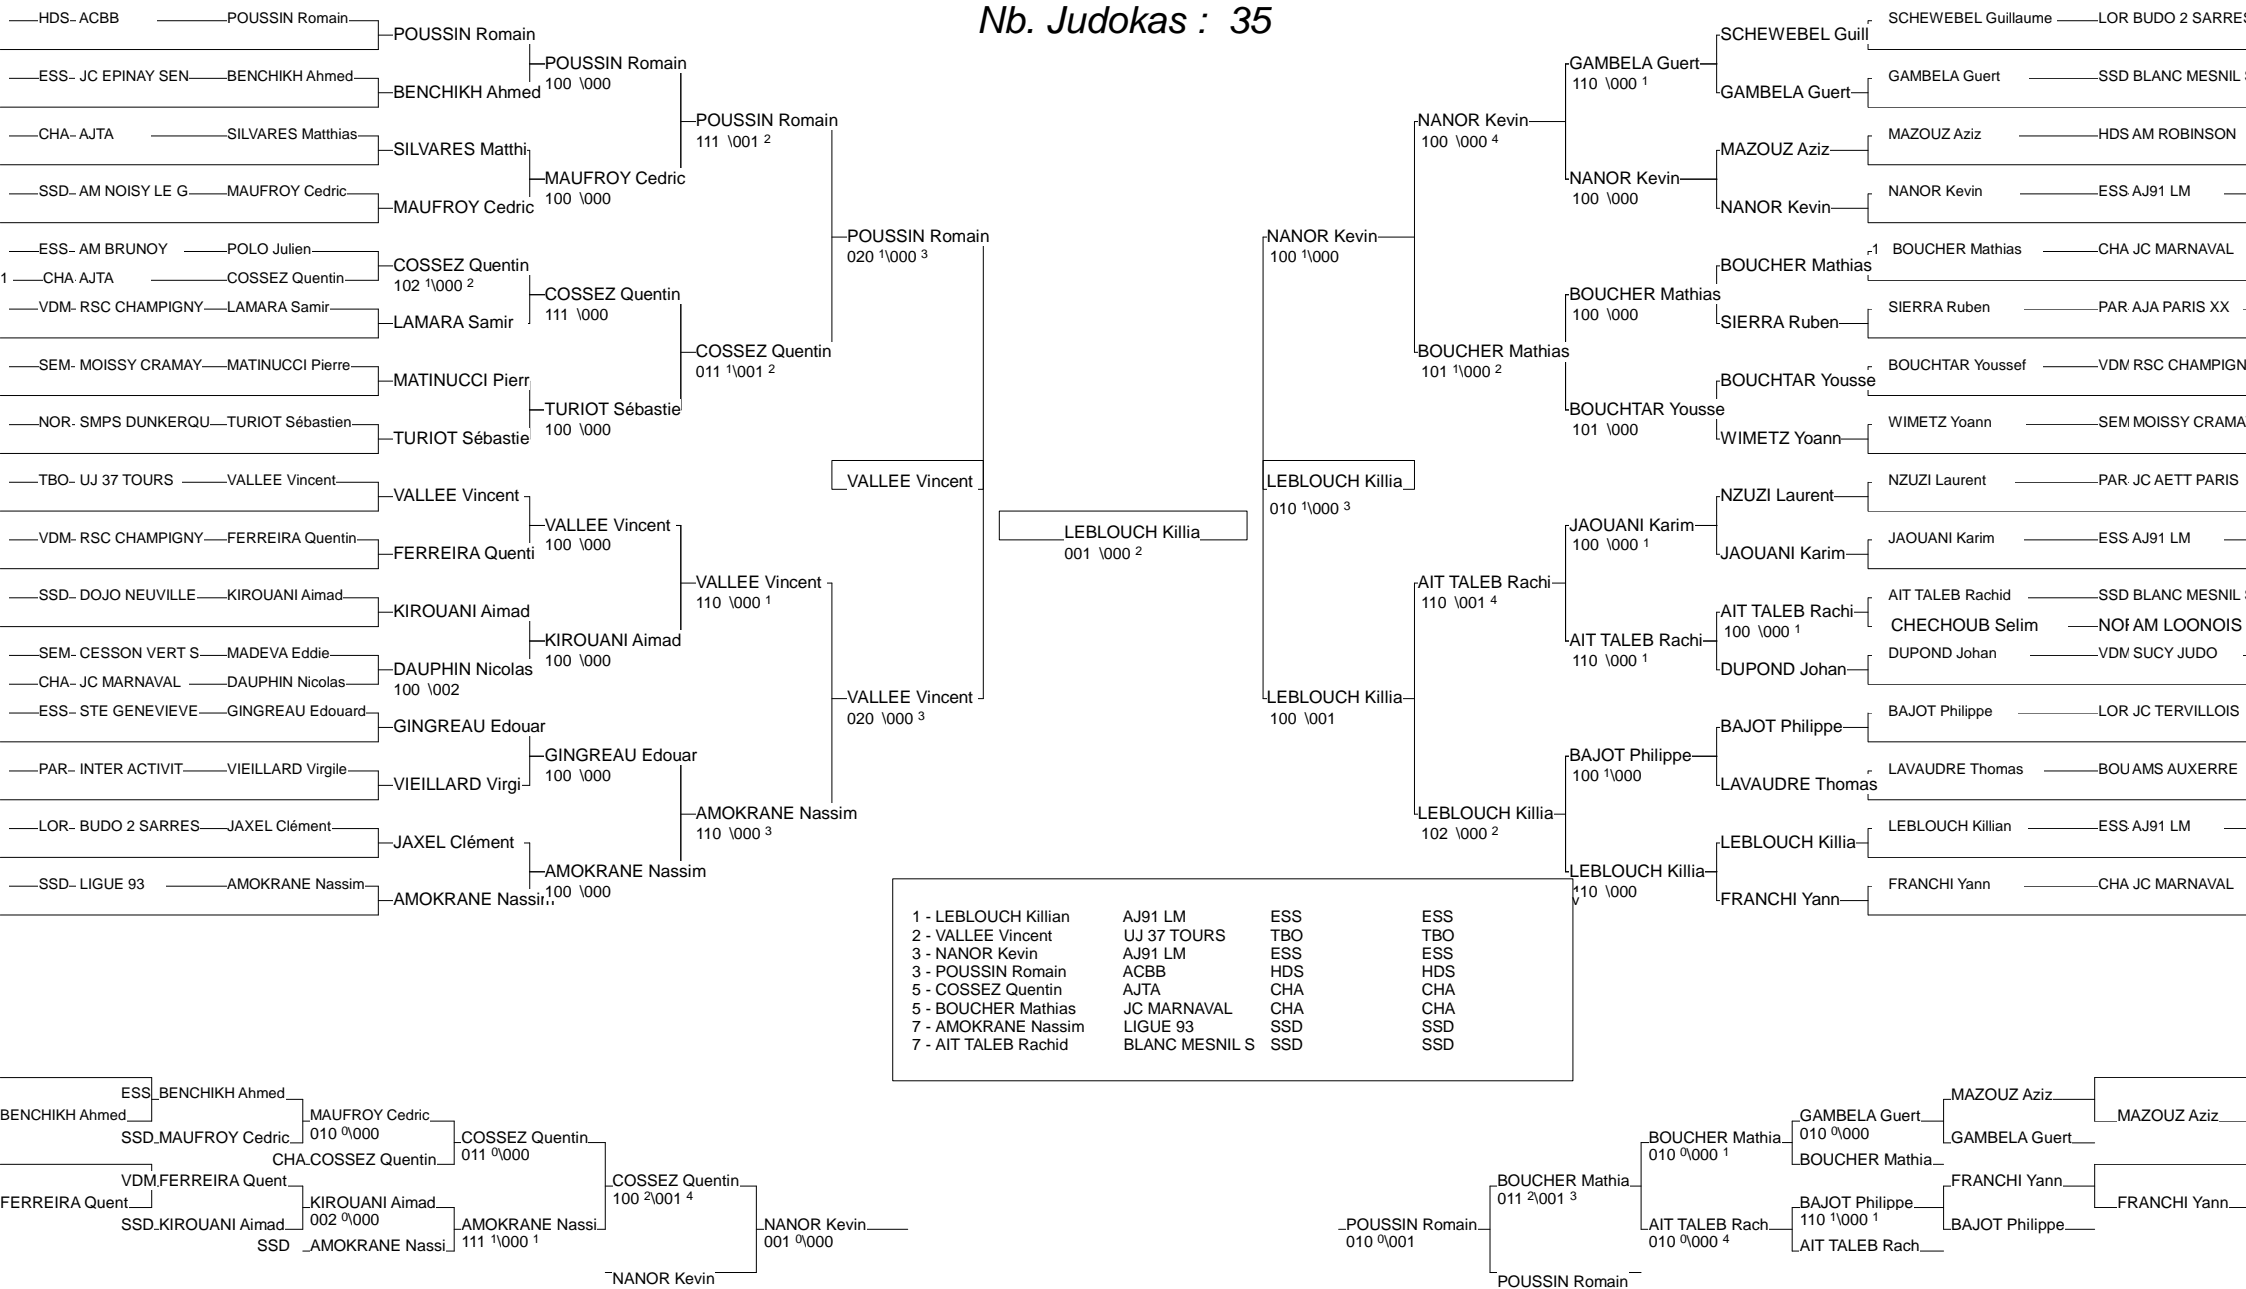 Nb. Judokas : 35
HDS ACBB POUSSIN Romain
ESS JC EPINAY SEN BENCHIKH Ahmed
CHA AJTA SILVARES Matthias
SSD AM NOISY LE G MAUFROY Cedric
ESS AM BRUNOY POLO Julien
1 CHA AJTA COSSEZ Quentin
VDM RSC CHAMPIGNY LAMARA Samir
SEM MOISSY CRAMAY MATINUCCI Pierre
NOR SMPS DUNKERQU TURIOT Sébastien
TBO UJ 37 TOURS VALLEE Vincent
VDM RSC CHAMPIGNY FERREIRA Quentin
SSD DOJO NEUVILLE KIROUANI Aimad
SEM CESSON VERT S MADEVA Eddie
CHA JC MARNAVAL DAUPHIN Nicolas
ESS STE GENEVIEVE GINGREAU Edouard
PAR INTER ACTIVIT VIEILLARD Virgile
LOR BUDO 2 SARRES JAXEL Clément
SSD LIGUE 93 AMOKRANE Nassim
POUSSIN Romain
BENCHIKH Ahmed
SILVARES Matthi
MAUFROY Cedric
COSSEZ Quentin
102 1\000 2
LAMARA Samir
MATINUCCI Pierr
TURIOT Sébastie
VALLEE Vincent
FERREIRA Quenti
KIROUANI Aimad
DAUPHIN Nicolas
100 \002
GINGREAU Edouar
VIEILLARD Virgi
JAXEL Clément
AMOKRANE Nassim
POUSSIN Romain
100 \000
MAUFROY Cedric
100 \000
COSSEZ Quentin
111 \000
TURIOT Sébastie
100 \000
VALLEE Vincent
100 \000
KIROUANI Aimad
100 \000
GINGREAU Edouar
100 \000
AMOKRANE Nassim
100 \000
POUSSIN Romain
111 \001 2
COSSEZ Quentin
011 1\001 2
VALLEE Vincent
110 \000 1
AMOKRANE Nassim
110 \000 3
POUSSIN Romain
020 1\000 3
VALLEE Vincent
020 \000 3
VALLEE Vincent
LEBLOUCH Killia
001 \000 2
LEBLOUCH Killia
010 1\000 3
NANOR Kevin
100 1\000
LEBLOUCH Killia
100 \001
NANOR Kevin
100 \000 4
BOUCHER Mathias
101 1\000 2
AIT TALEB Rachi
110 \001 4
LEBLOUCH Killia
102 \000 2
GAMBELA Guert
110 \000 1
NANOR Kevin
100 \000
BOUCHER Mathias
100 \000
BOUCHTAR Yousse
101 \000
JAOUANI Karim
100 \000 1
AIT TALEB Rachi
110 \000 1
BAJOT Philippe
100 1\000
LEBLOUCH Killia
110 \000
SCHEWEBEL Guill
GAMBELA Guert
MAZOUZ Aziz
NANOR Kevin
BOUCHER Mathias
SIERRA Ruben
BOUCHTAR Yousse
WIMETZ Yoann
NZUZI Laurent
JAOUANI Karim
AIT TALEB Rachi
100 \000 1
DUPOND Johan
BAJOT Philippe
LAVAUDRE Thomas
LEBLOUCH Killia
FRANCHI Yann
SCHEWEBEL Guillaume LOR BUDO 2 SARRES
GAMBELA Guert SSD BLANC MESNIL S
MAZOUZ Aziz HDS AM ROBINSON
NANOR Kevin ESS AJ91 LM
1 BOUCHER Mathias CHA JC MARNAVAL
SIERRA Ruben PAR AJA PARIS XX
BOUCHTAR Youssef VDM RSC CHAMPIGN
WIMETZ Yoann SEM MOISSY CRAMA
NZUZI Laurent PAR JC AETT PARIS
JAOUANI Karim ESS AJ91 LM
AIT TALEB Rachid SSD BLANC MESNIL S
CHECHOUB Selim NOR AM LOONOIS
DUPOND Johan VDM SUCY JUDO
BAJOT Philippe LOR JC TERVILLOIS
LAVAUDRE Thomas BOU AMS AUXERRE
LEBLOUCH Killian ESS AJ91 LM
FRANCHI Yann CHA JC MARNAVAL
1 - LEBLOUCH Killian AJ91 LM ESS ESS
2 - VALLEE Vincent UJ 37 TOURS TBO TBO
3 - NANOR Kevin AJ91 LM ESS ESS
3 - POUSSIN Romain ACBB HDS HDS
5 - COSSEZ Quentin AJTA CHA CHA
5 - BOUCHER Mathias JC MARNAVAL CHA CHA
7 - AMOKRANE Nassim LIGUE 93 SSD SSD
7 - AIT TALEB Rachid BLANC MESNIL S SSD SSD
BENCHIKH Ahmed
FERREIRA Quent
ESS BENCHIKH Ahmed
SSD MAUFROY Cedric
CHA COSSEZ Quentin
VDM FERREIRA Quent
SSD KIROUANI Aimad
SSD AMOKRANE Nassi
MAUFROY Cedric
010 0\000
KIROUANI Aimad
002 0\000
COSSEZ Quentin
011 0\000
AMOKRANE Nassi
111 1\000 1
COSSEZ Quentin
100 2\001 4
NANOR Kevin
NANOR Kevin
001 0\000
POUSSIN Romain
010 0\001
BOUCHER Mathia
011 2\001 3
POUSSIN Romain
BOUCHER Mathia
010 0\000 1
AIT TALEB Rach
010 0\000 4
GAMBELA Guert
010 0\000
BOUCHER Mathia
BAJOT Philippe
110 1\000 1
AIT TALEB Rach
MAZOUZ Aziz
GAMBELA Guert
FRANCHI Yann
BAJOT Philippe
MAZOUZ Aziz
FRANCHI Yann